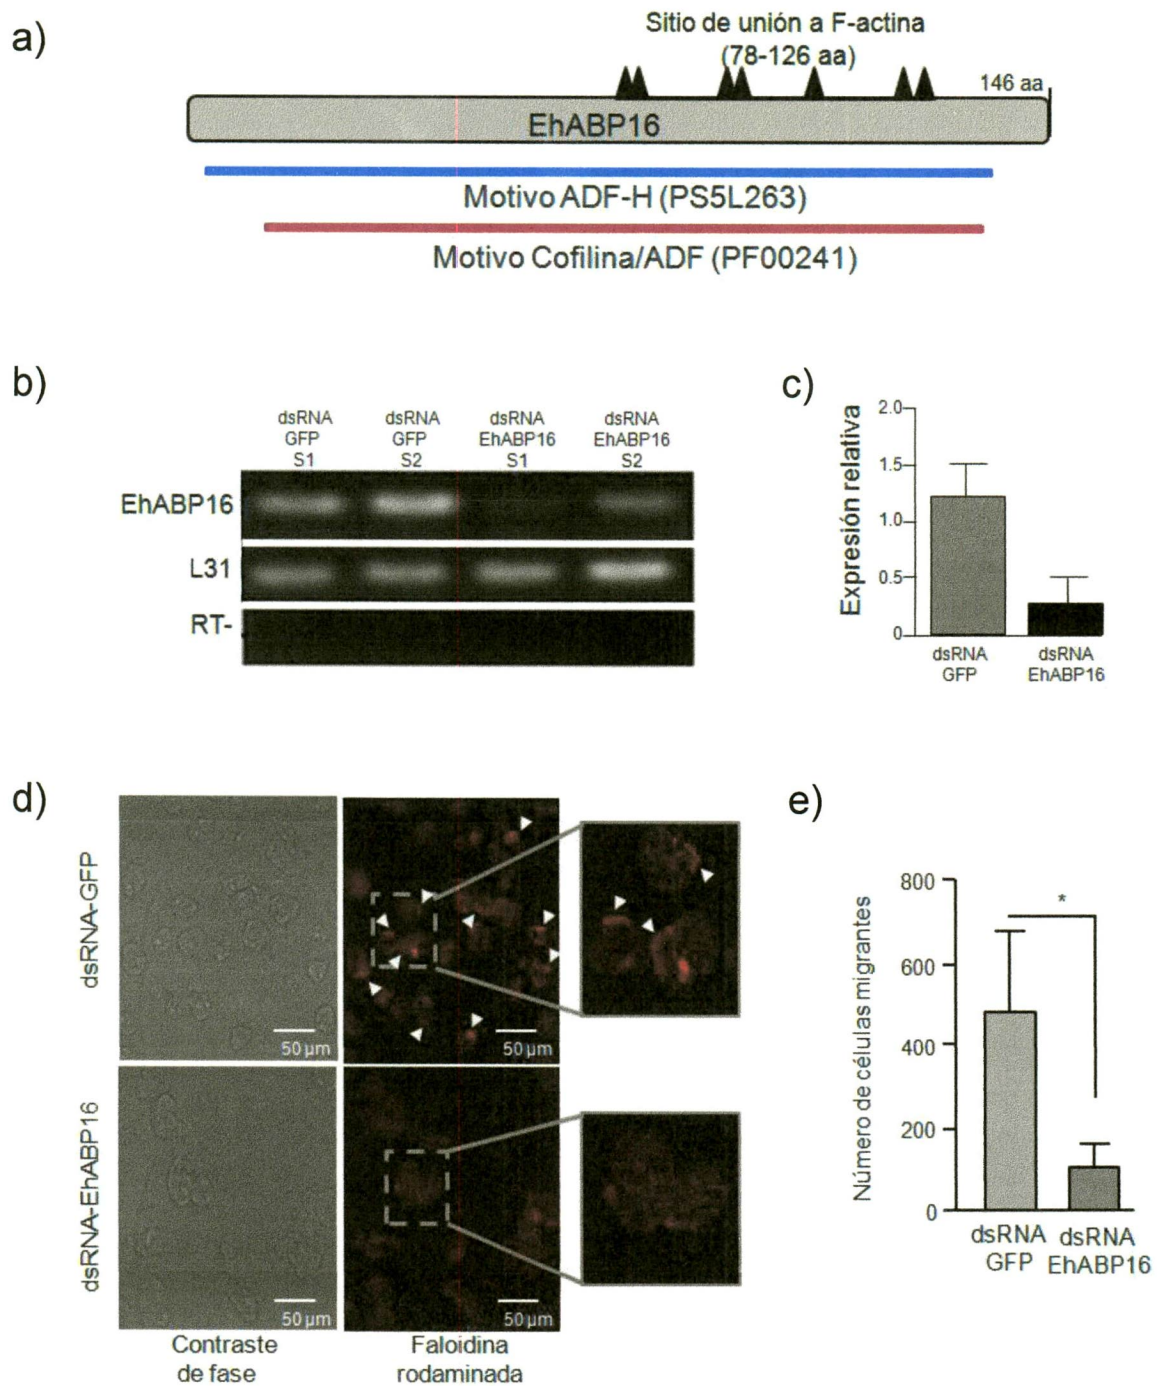 a)
Sitio de unión a F-actina
(78-126 aa)
146 aa
EhABP16
Motivo ADF-H (PS5L263)
Motivo Cofilina/ADF (PF00241)
b)
dsRNA
GFP
S1
dsRNA
GFP
S2
dsRNA
EhABP16
S1
dsRNA
EhABP16
S2
EhABP16
L31
RT-
c)
Expresión relativa
2.0
1.5
1.0
0.5
0
dsRNA
GFP
dsRNA
EhABP16
d)
dsRNA-GFP
50 µm
50 µm
dsRNA-EhABP16
50 µm
50 µm
Contraste
de fase
Faloidina
rodaminada
e)
Número de células migrantes
800
600
400
200
0
*
dsRNA
GFP
dsRNA
EhABP16